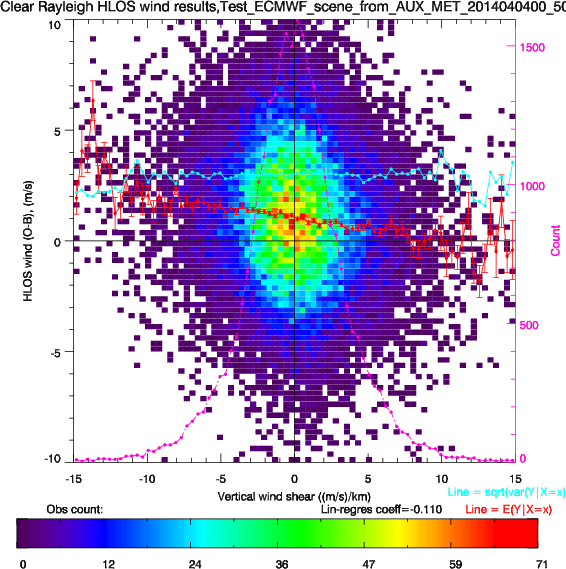 Clear Rayleigh HLOS wind results,Test_ECMWF_scene_from_AUX_MET_2014040400_50
10
5
0
-5
-10
HLOS wind (O-B), (m/s)
1500
1000
500
0
Count
-15 -10 -5 0 5 10 15
Vertical wind shear ((m/s)/km)
Line = sqrt(var(Y|X=x)
Obs count: Lin-regres coeff=-0.110 Line = E(Y|X=x)
0 12 24 36 47 59 71